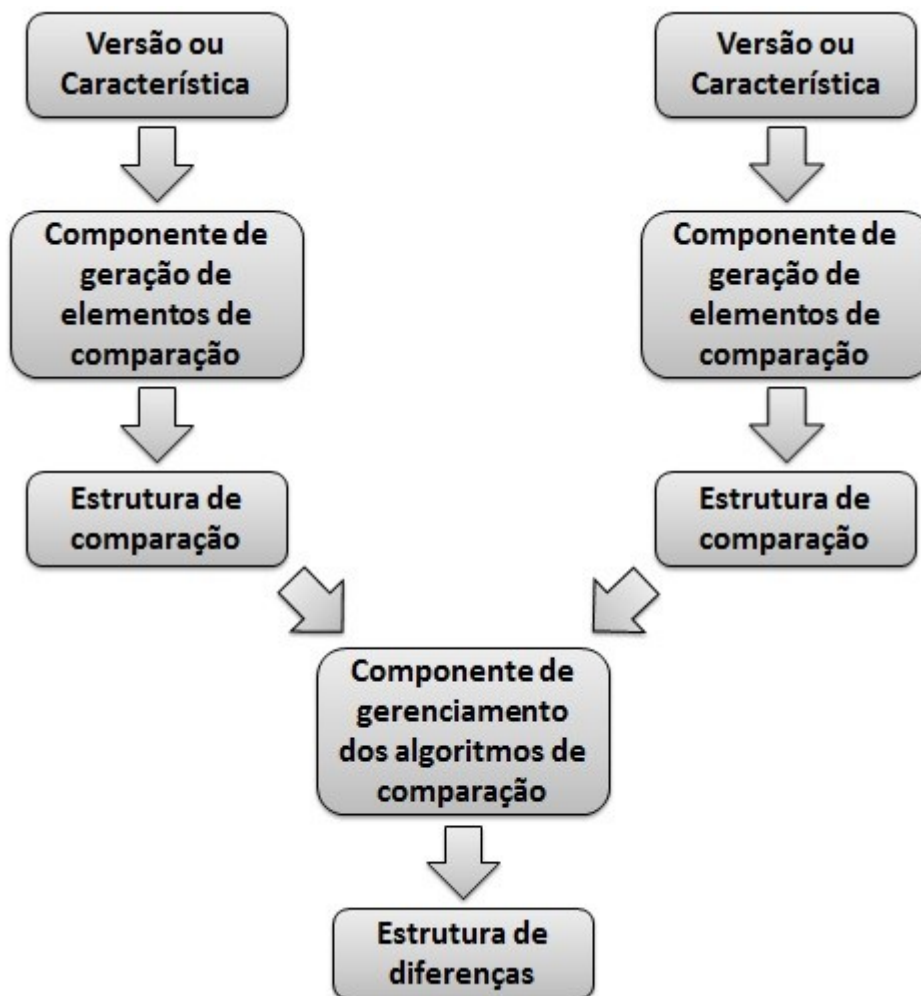 Versão ou
Característica
Versão ou
Característica
Componente de
geração de
elementos de
comparação
Componente de
geração de
elementos de
comparação
Estrutura de
comparação
Estrutura de
comparação
Componente de
gerenciamento
dos algoritmos de
comparação
Estrutura de
diferenças